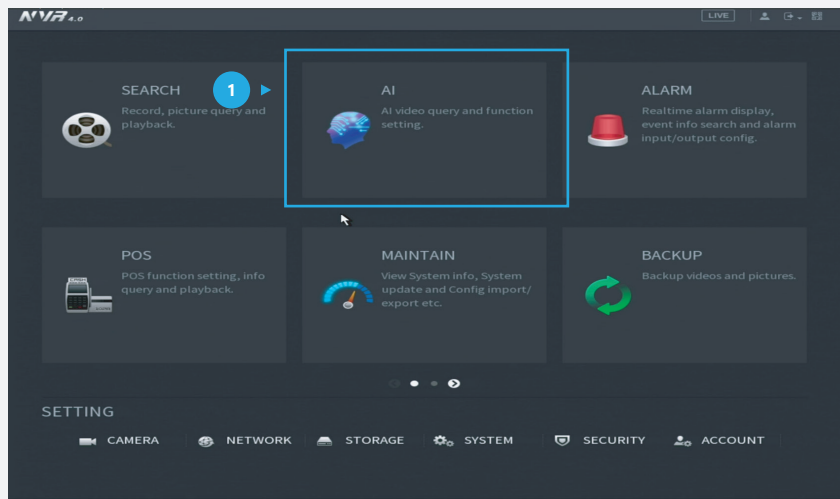 NVR 4.0
LIVE
SEARCH
Record, picture query and
playback.
1
AI
AI video query and function
setting.
ALARM
Realtime alarm display,
event info search and alarm
input/output config.
POS
POS function setting, info
query and playback.
MAINTAIN
View System info, System
update and Config import/
export etc.
BACKUP
Backup videos and pictures.
SETTING
CAMERA
NETWORK
STORAGE
SYSTEM
SECURITY
ACCOUNT